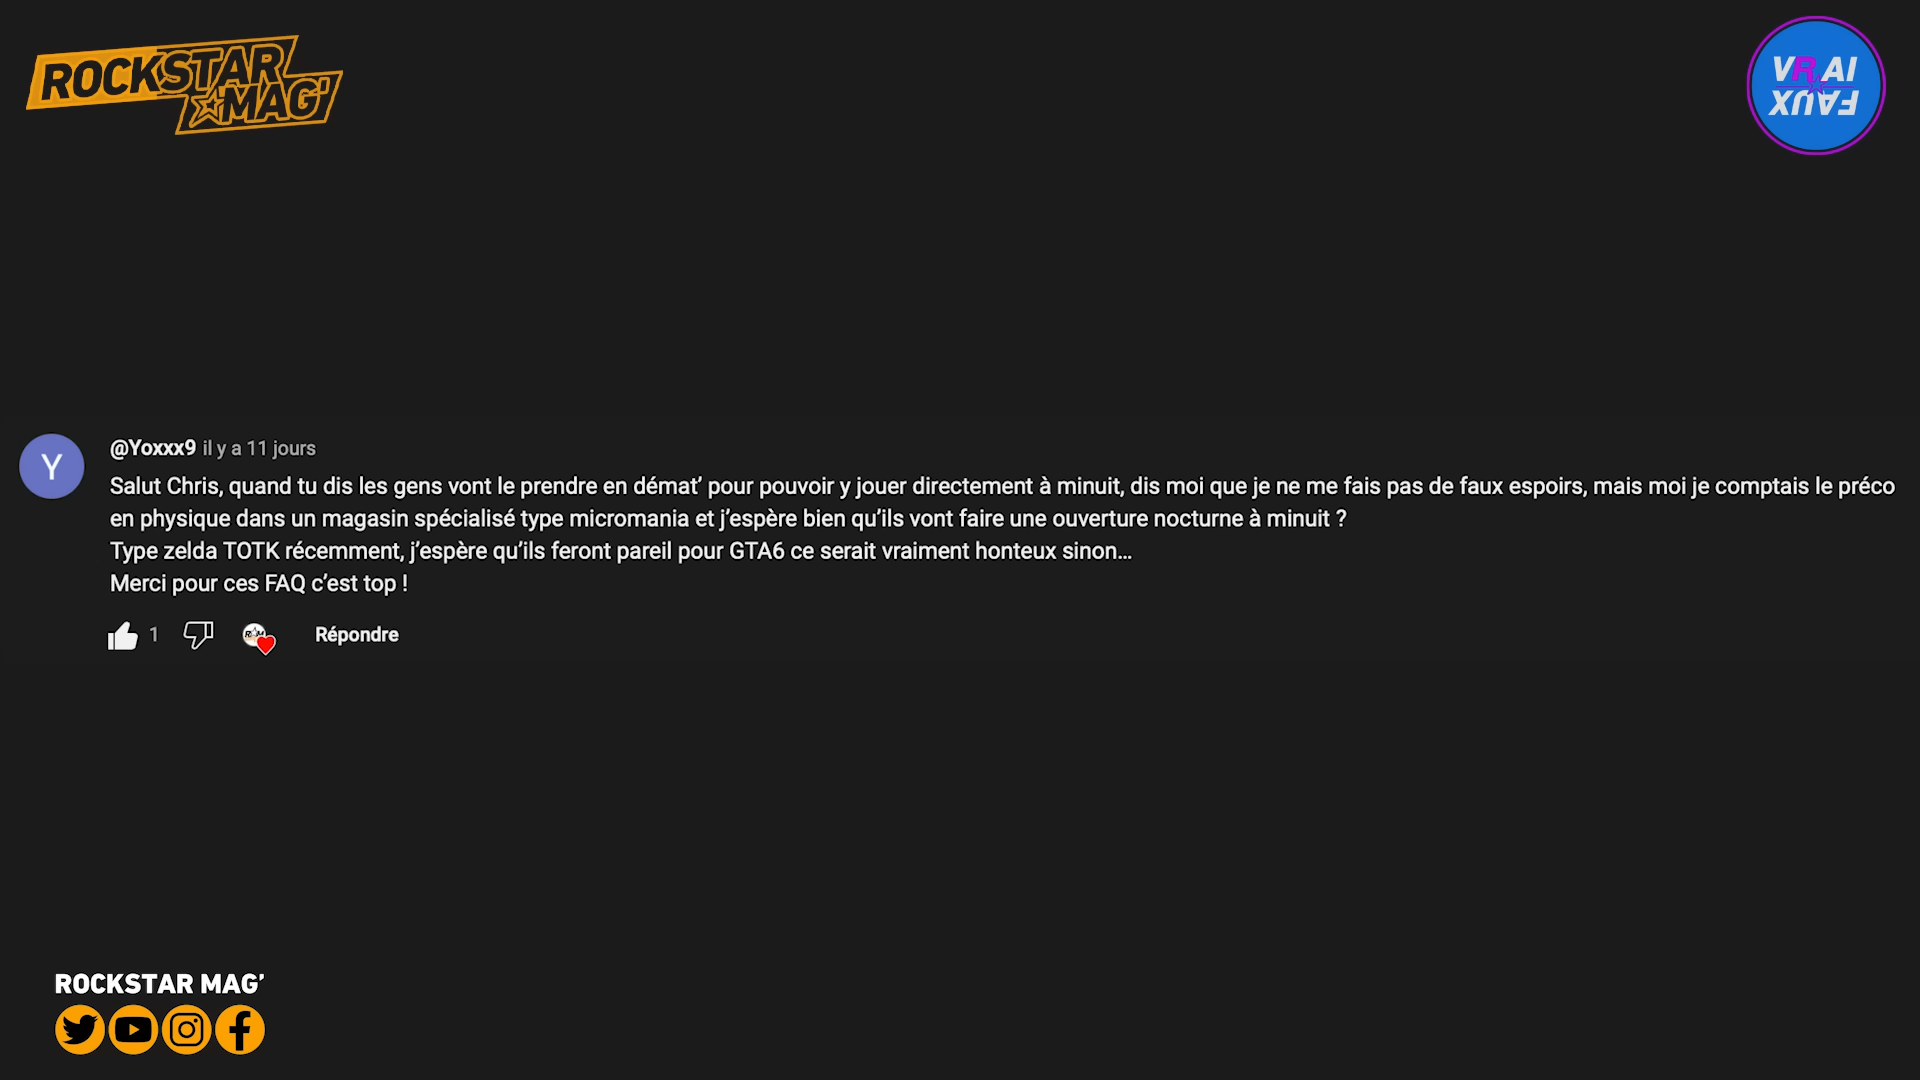 ROCKSTAR
MAG'
VRAI
FAUX
Y
@Yoxxx9 il y a 11 jours
Salut Chris, quand tu dis les gens vont le prendre en démat’ pour pouvoir y jouer directement à minuit, dis moi que je ne me fais pas de faux espoirs, mais moi je comptais le préco
en physique dans un magasin spécialisé type micromania et j’espère bien qu’ils vont faire une ouverture nocturne à minuit ?
Type zelda TOTK récemment, j’espère qu’ils feront pareil pour GTA6 ce serait vraiment honteux sinon…
Merci pour ces FAQ c’est top !
1
Répondre
ROCKSTAR MAG’